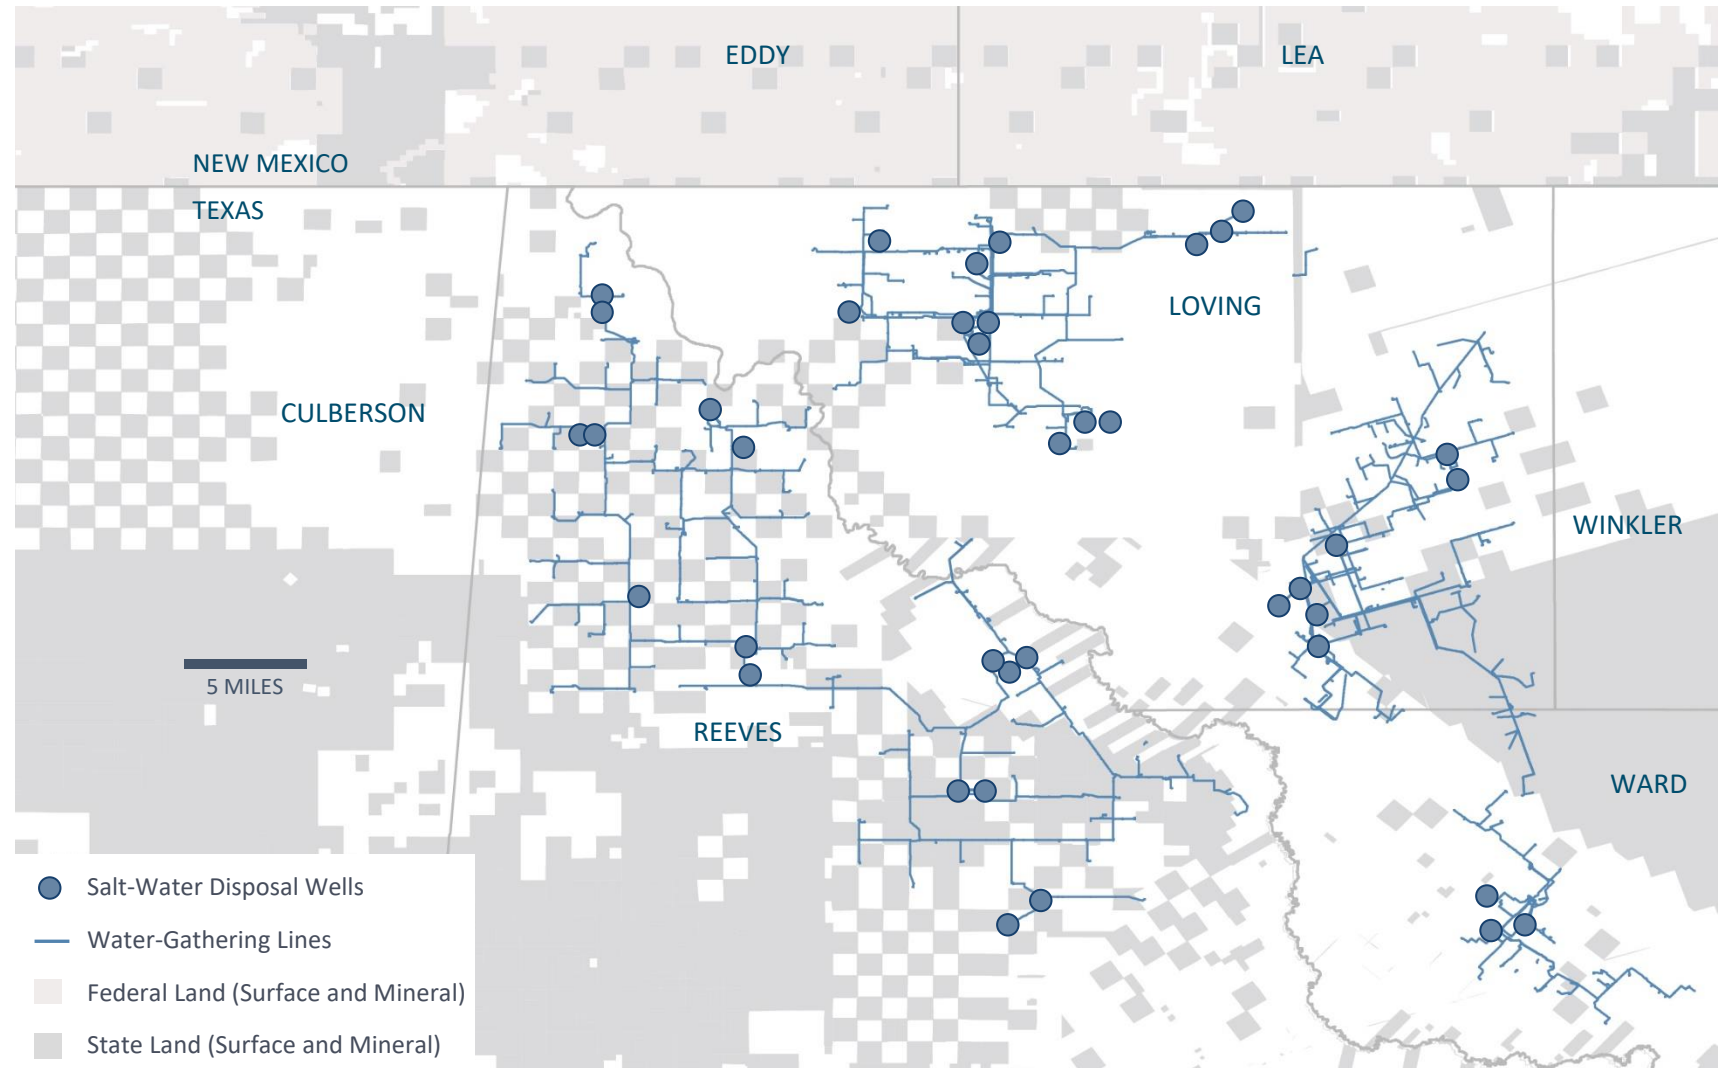 EDDY
LEA
NEW MEXICO
TEXAS
LOVING
CULBERSON
WINKLER
5 MILES
REEVES
WARD
Salt-Water Disposal Wells
Water-Gathering Lines
Federal Land (Surface and Mineral)
State Land (Surface and Mineral)